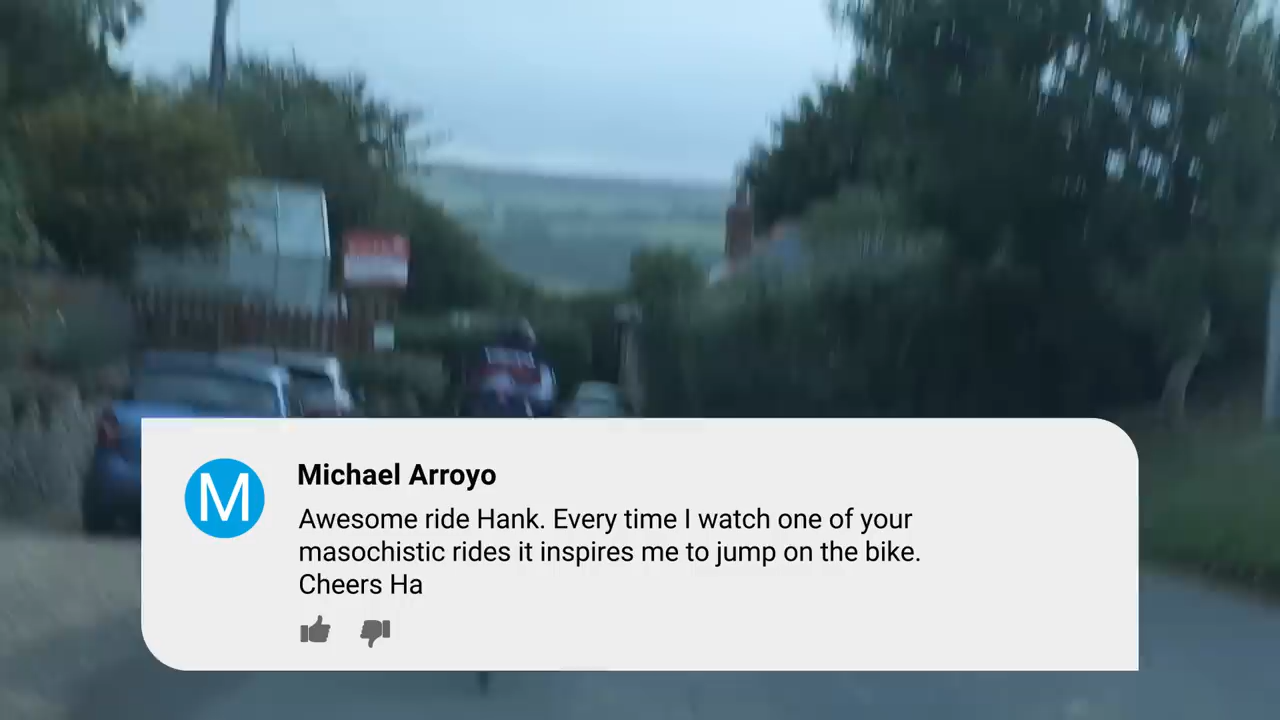 M
Michael Arroyo
Awesome ride Hank. Every time I watch one of your
masochistic rides it inspires me to jump on the bike.
Cheers Ha